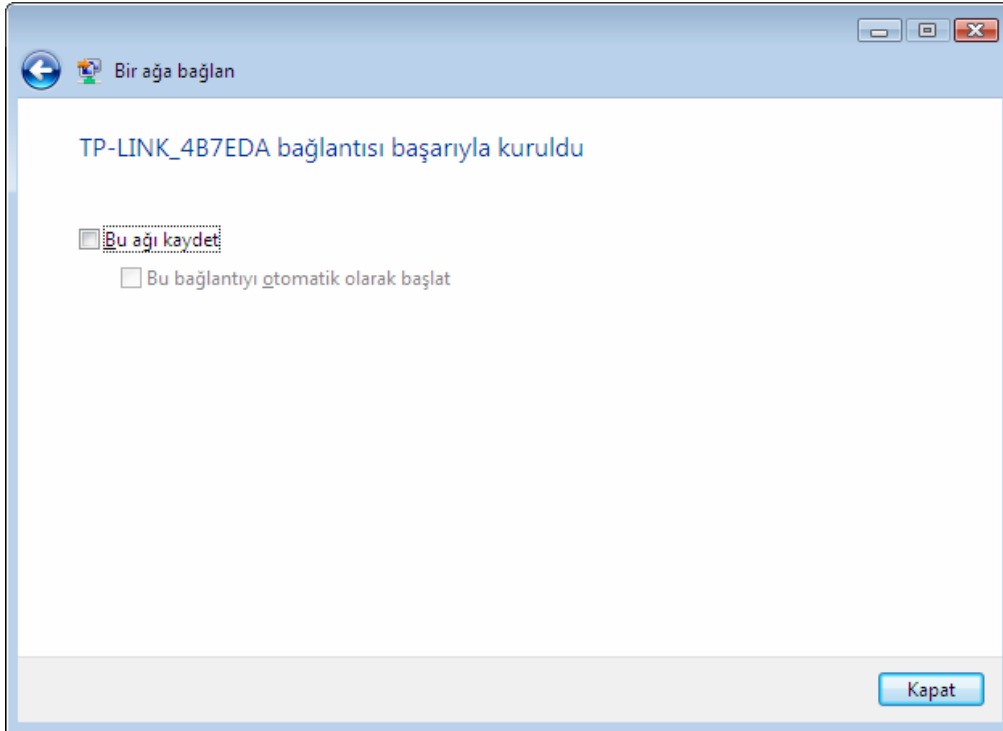 Bir ağa bağlan
TP-LINK_4B7EDA bağlantısı başarıyla kuruldu
Bu ağı kaydet
Bu bağlantıyı otomatik olarak başlat
Kapat